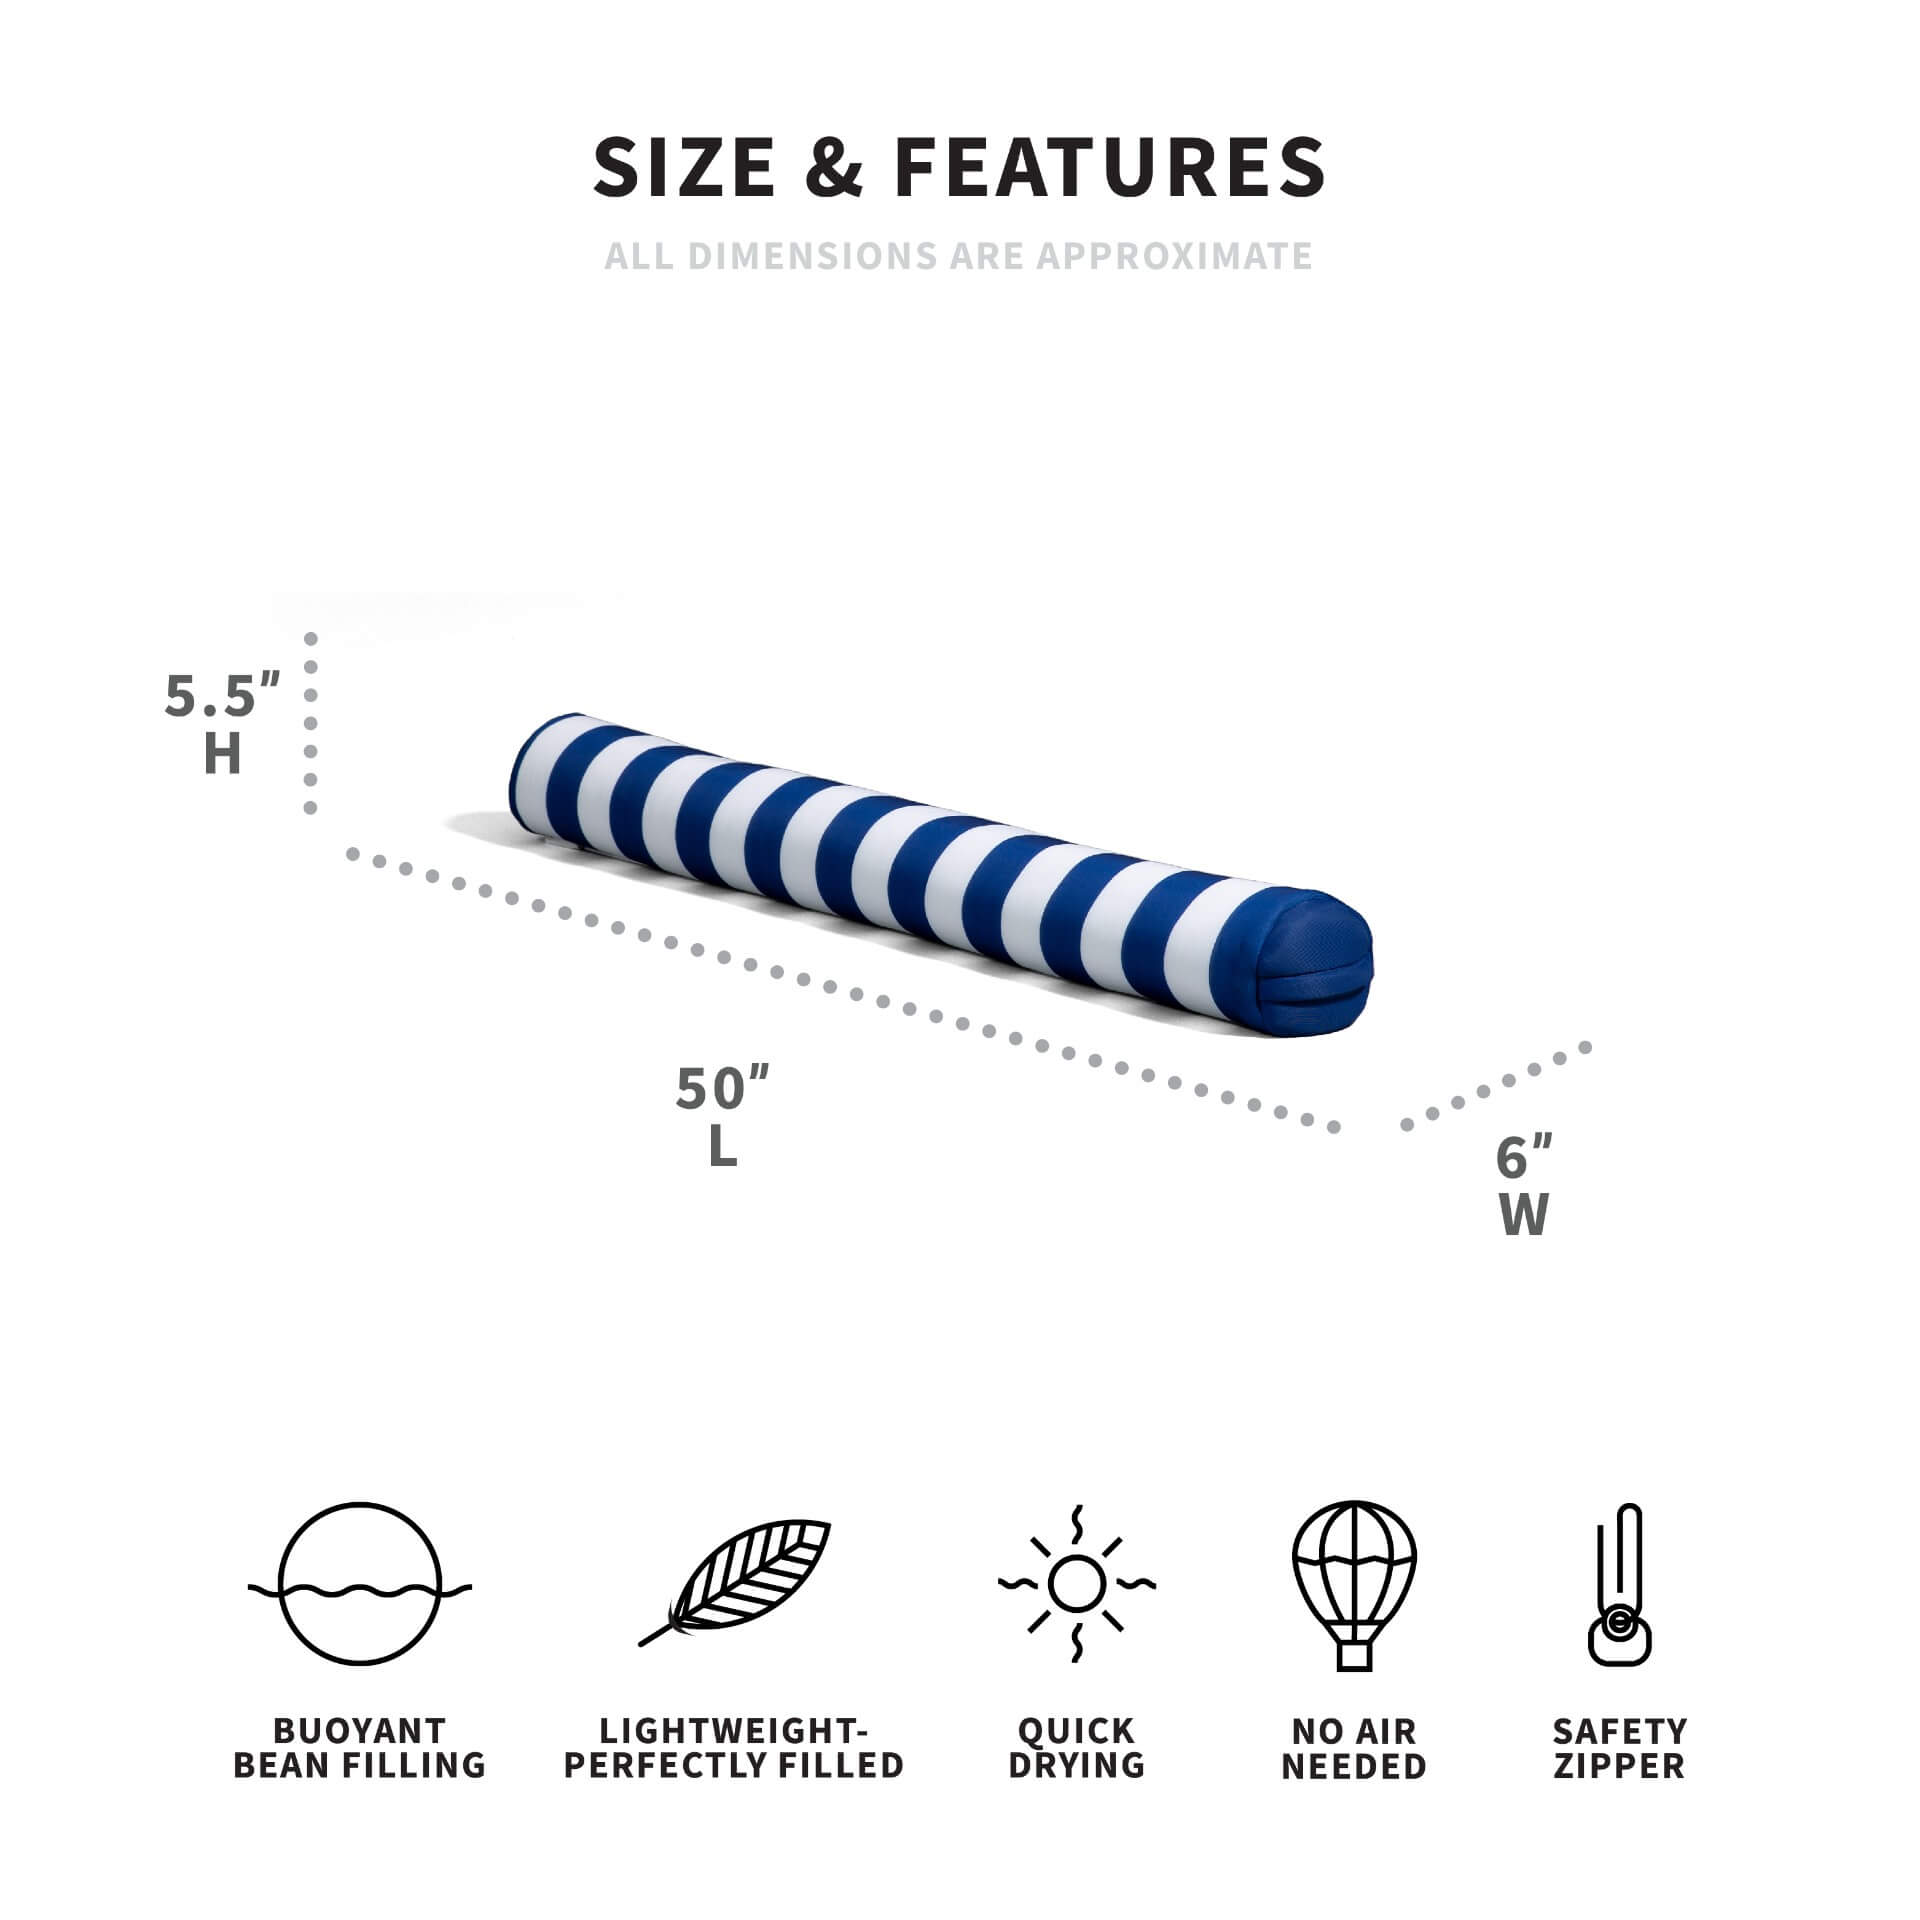 SIZE & FEATURES
ALL DIMENSIONS ARE APPROXIMATE
5.5"
H
50"
L
6"
W
BUOYANT
BEAN FILLING
LIGHTWEIGHT-
PERFECTLY FILLED
QUICK
DRYING
NO AIR
NEEDED
SAFETY
ZIPPER